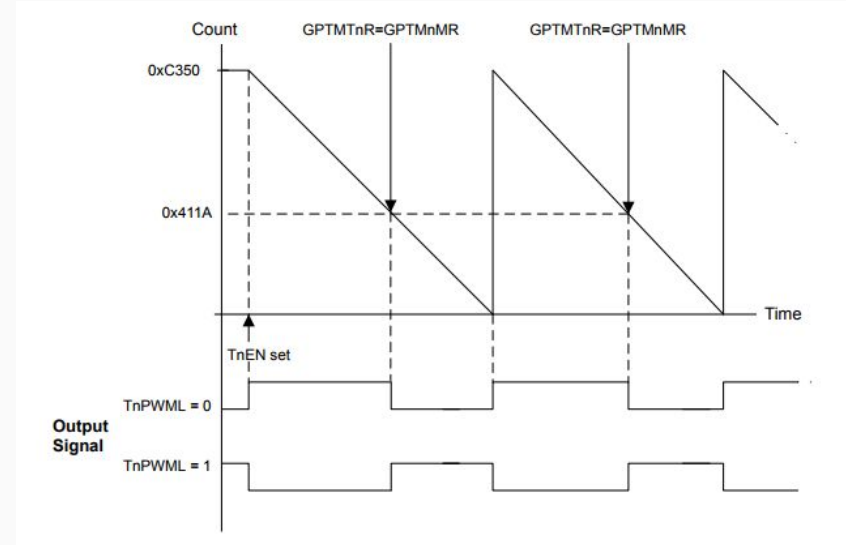 Count
GPTMTnR=GPTMnMR
GPTMTnR=GPTMnMR
0xC350
0x411A
Time
TnEN set
TnPWML = 0
Output
Signal
TnPWML = 1